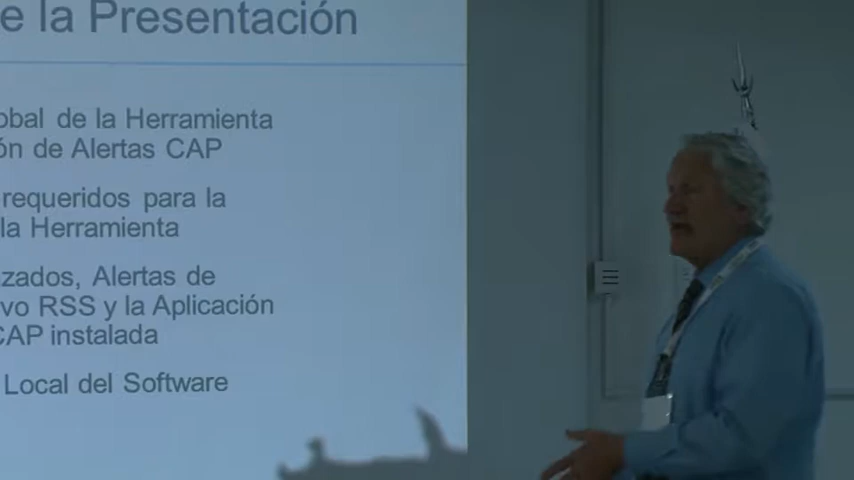 e la Presentación
obal de la Herramienta
ón de Alertas CAP
requeridos para la
la Herramienta
zados, Alertas de
vo RSS y la Aplicación
CAP instalada
Local del Software